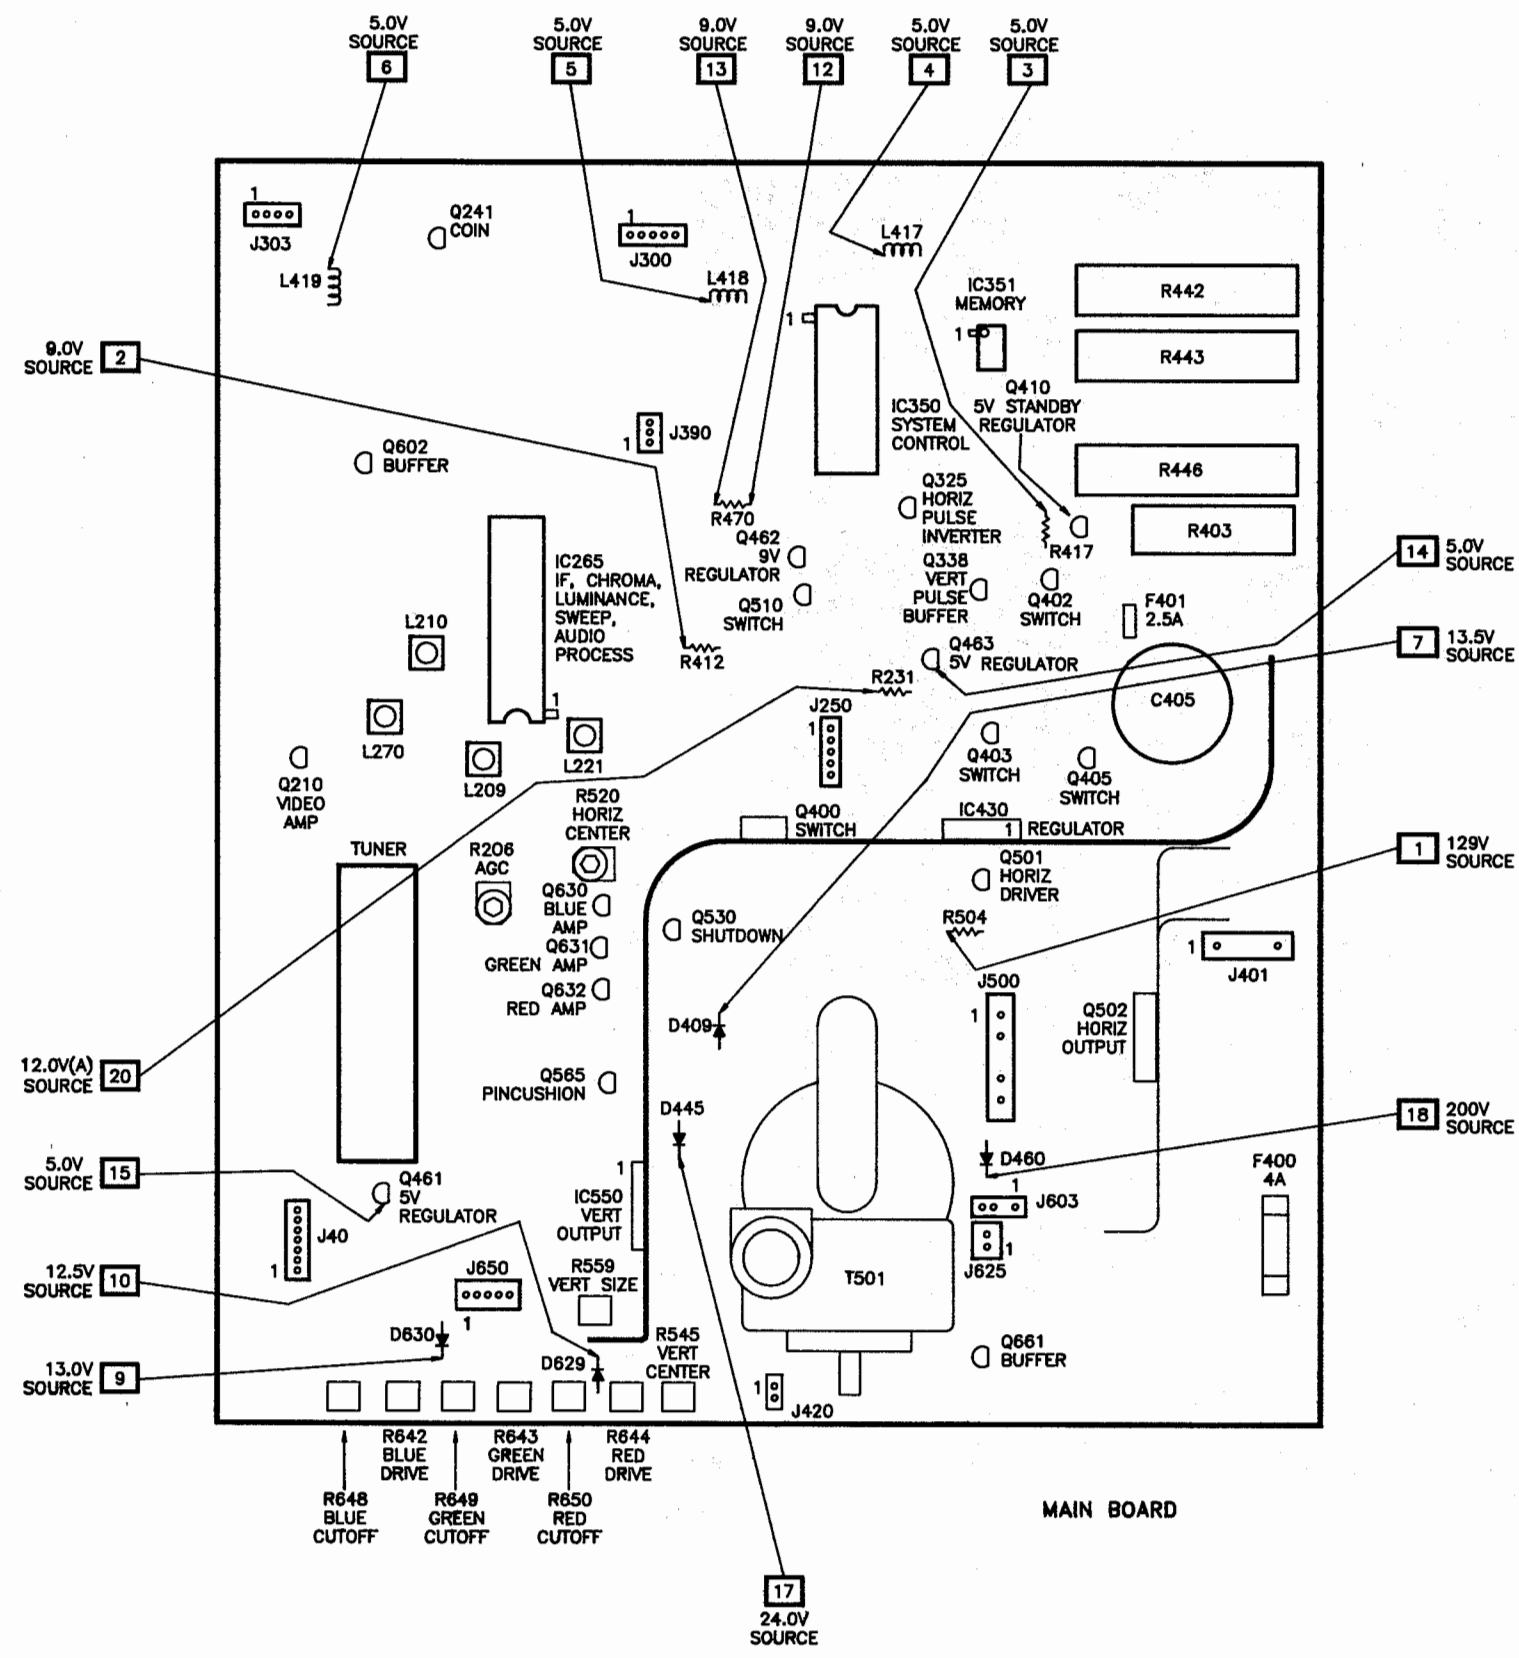 5.0V
SOURCE
6
5.0V
SOURCE
5
9.0V
SOURCE
13
9.0V
SOURCE
12
5.0V
SOURCE
4
5.0V
SOURCE
3
1
J303
Q241
COIN
L419
1
J300
L418
L417
IC351
MEMORY
1
1
R442
R443
9.0V
SOURCE
2
Q410
5V STANDBY
REGULATOR
IC350
SYSTEM
CONTROL
J390
1
Q602
BUFFER
R446
R403
Q325
HORIZ
PULSE
INVERTER
R470
Q462
9V
REGULATOR
R417
IC265
IF, CHROMA,
LUMINANCE,
SWEEP,
AUDIO
PROCESS
1
Q338
VERT
PULSE
BUFFER
Q510
SWITCH
Q402
SWITCH
F401
2.5A
14
5.0V
SOURCE
7
13.5V
SOURCE
L210
R412
Q463
5V REGULATOR
R231
C405
J250
1
L270
L209
L221
Q210
VIDEO
AMP
Q403
SWITCH
Q405
SWITCH
R520
HORIZ
CENTER
Q400
SWITCH
IC430
1
REGULATOR
TUNER
R206
AGC
Q501
HORIZ
DRIVER
1
129V
SOURCE
Q630
BLUE
AMP
Q631
GREEN AMP
Q632
RED AMP
Q530
SHUTDOWN
R504
1
J401
J500
1
D409
Q502
HORIZ
OUTPUT
12.0V(A)
SOURCE
20
Q565
PINCUSHION
D445
18
200V
SOURCE
5.0V
SOURCE
15
Q461
5V
REGULATOR
1
IC550
VERT
OUTPUT
D460
1
J603
F400
4A
J40
1
12.5V
SOURCE
10
J650
1
R559
VERT SIZE
T501
1
J625
D630
D629
R545
VERT
CENTER
Q661
BUFFER
13.0V
SOURCE
9
1
J420
R642
BLUE
DRIVE
R643
GREEN
DRIVE
R644
RED
DRIVE
R648
BLUE
CUTOFF
R649
GREEN
CUTOFF
R650
RED
CUTOFF
MAIN BOARD
17
24.0V
SOURCE